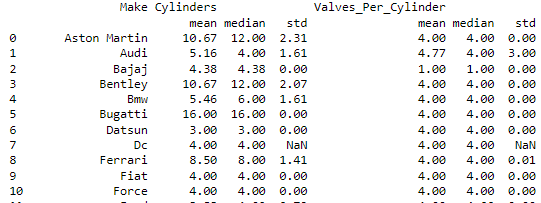 Make Cylinders Valves_Per_Cylinder
mean median std mean median std
0 Aston Martin 10.67 12.00 2.31 4.00 4.00 0.00
1 Audi 5.16 4.00 1.61 4.77 4.00 3.00
2 Bajaj 4.38 4.38 0.00 1.00 1.00 0.00
3 Bentley 10.67 12.00 2.07 4.00 4.00 0.00
4 Bmw 5.46 6.00 1.61 4.00 4.00 0.00
5 Bugatti 16.00 16.00 0.00 4.00 4.00 0.00
6 Datsun 3.00 3.00 0.00 4.00 4.00 0.00
7 Dc 4.00 4.00 NaN 4.00 4.00 NaN
8 Ferrari 8.50 8.00 1.41 4.00 4.00 0.01
9 Fiat 4.00 4.00 0.00 4.00 4.00 0.00
10 Force 4.00 4.00 0.00 4.00 4.00 0.00